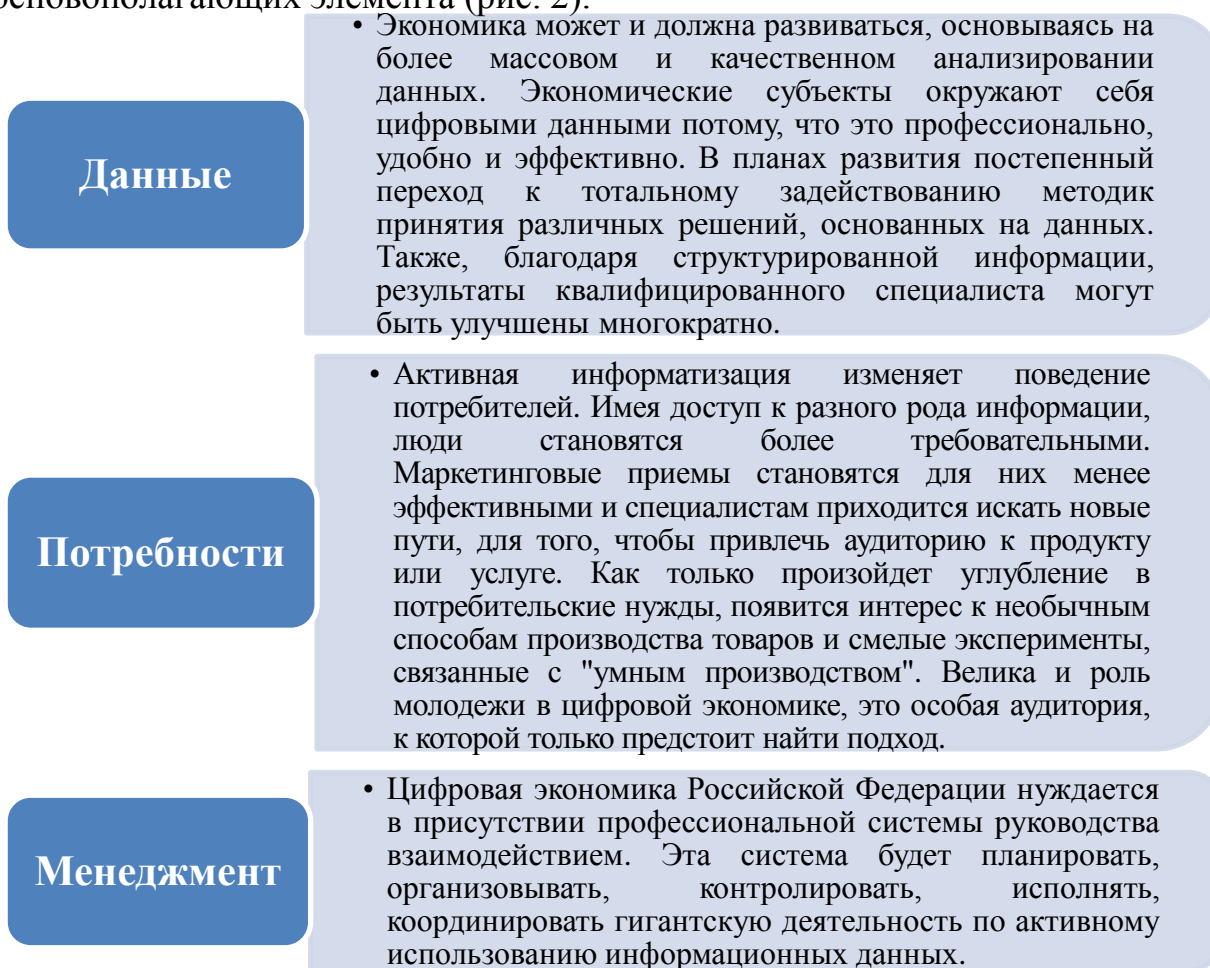 основополагающих элемента (рис. 2).
• Экономика может и должна развиваться, основываясь на
более массовом и качественном анализировании
данных. Экономические субъекты окружают себя
цифровыми данными потому, что это профессионально,
удобно и эффективно. В планах развития постепенный
переход к тотальному задействованию методик
принятия различных решений, основанных на данных.
Также, благодаря структурированной информации,
результаты квалифицированного специалиста могут
быть улучшены многократно.
Данные
• Активная информатизация изменяет поведение
потребителей. Имея доступ к разного рода информации,
люди становятся более требовательными.
Маркетинговые приемы становятся для них менее
эффективными и специалистам приходится искать новые
пути, для того, чтобы привлечь аудиторию к продукту
или услуге. Как только произойдет углубление в
потребительские нужды, появится интерес к необычным
способам производства товаров и смелые эксперименты,
связанные с "умным производством". Велика и роль
молодежи в цифровой экономике, это особая аудитория,
к которой только предстоит найти подход.
Потребности
• Цифровая экономика Российской Федерации нуждается
в присутствии профессиональной системы руководства
взаимодействием. Эта система будет планировать,
организовывать, контролировать, исполнять,
координировать гигантскую деятельность по активному
использованию информационных данных.
Менеджмент